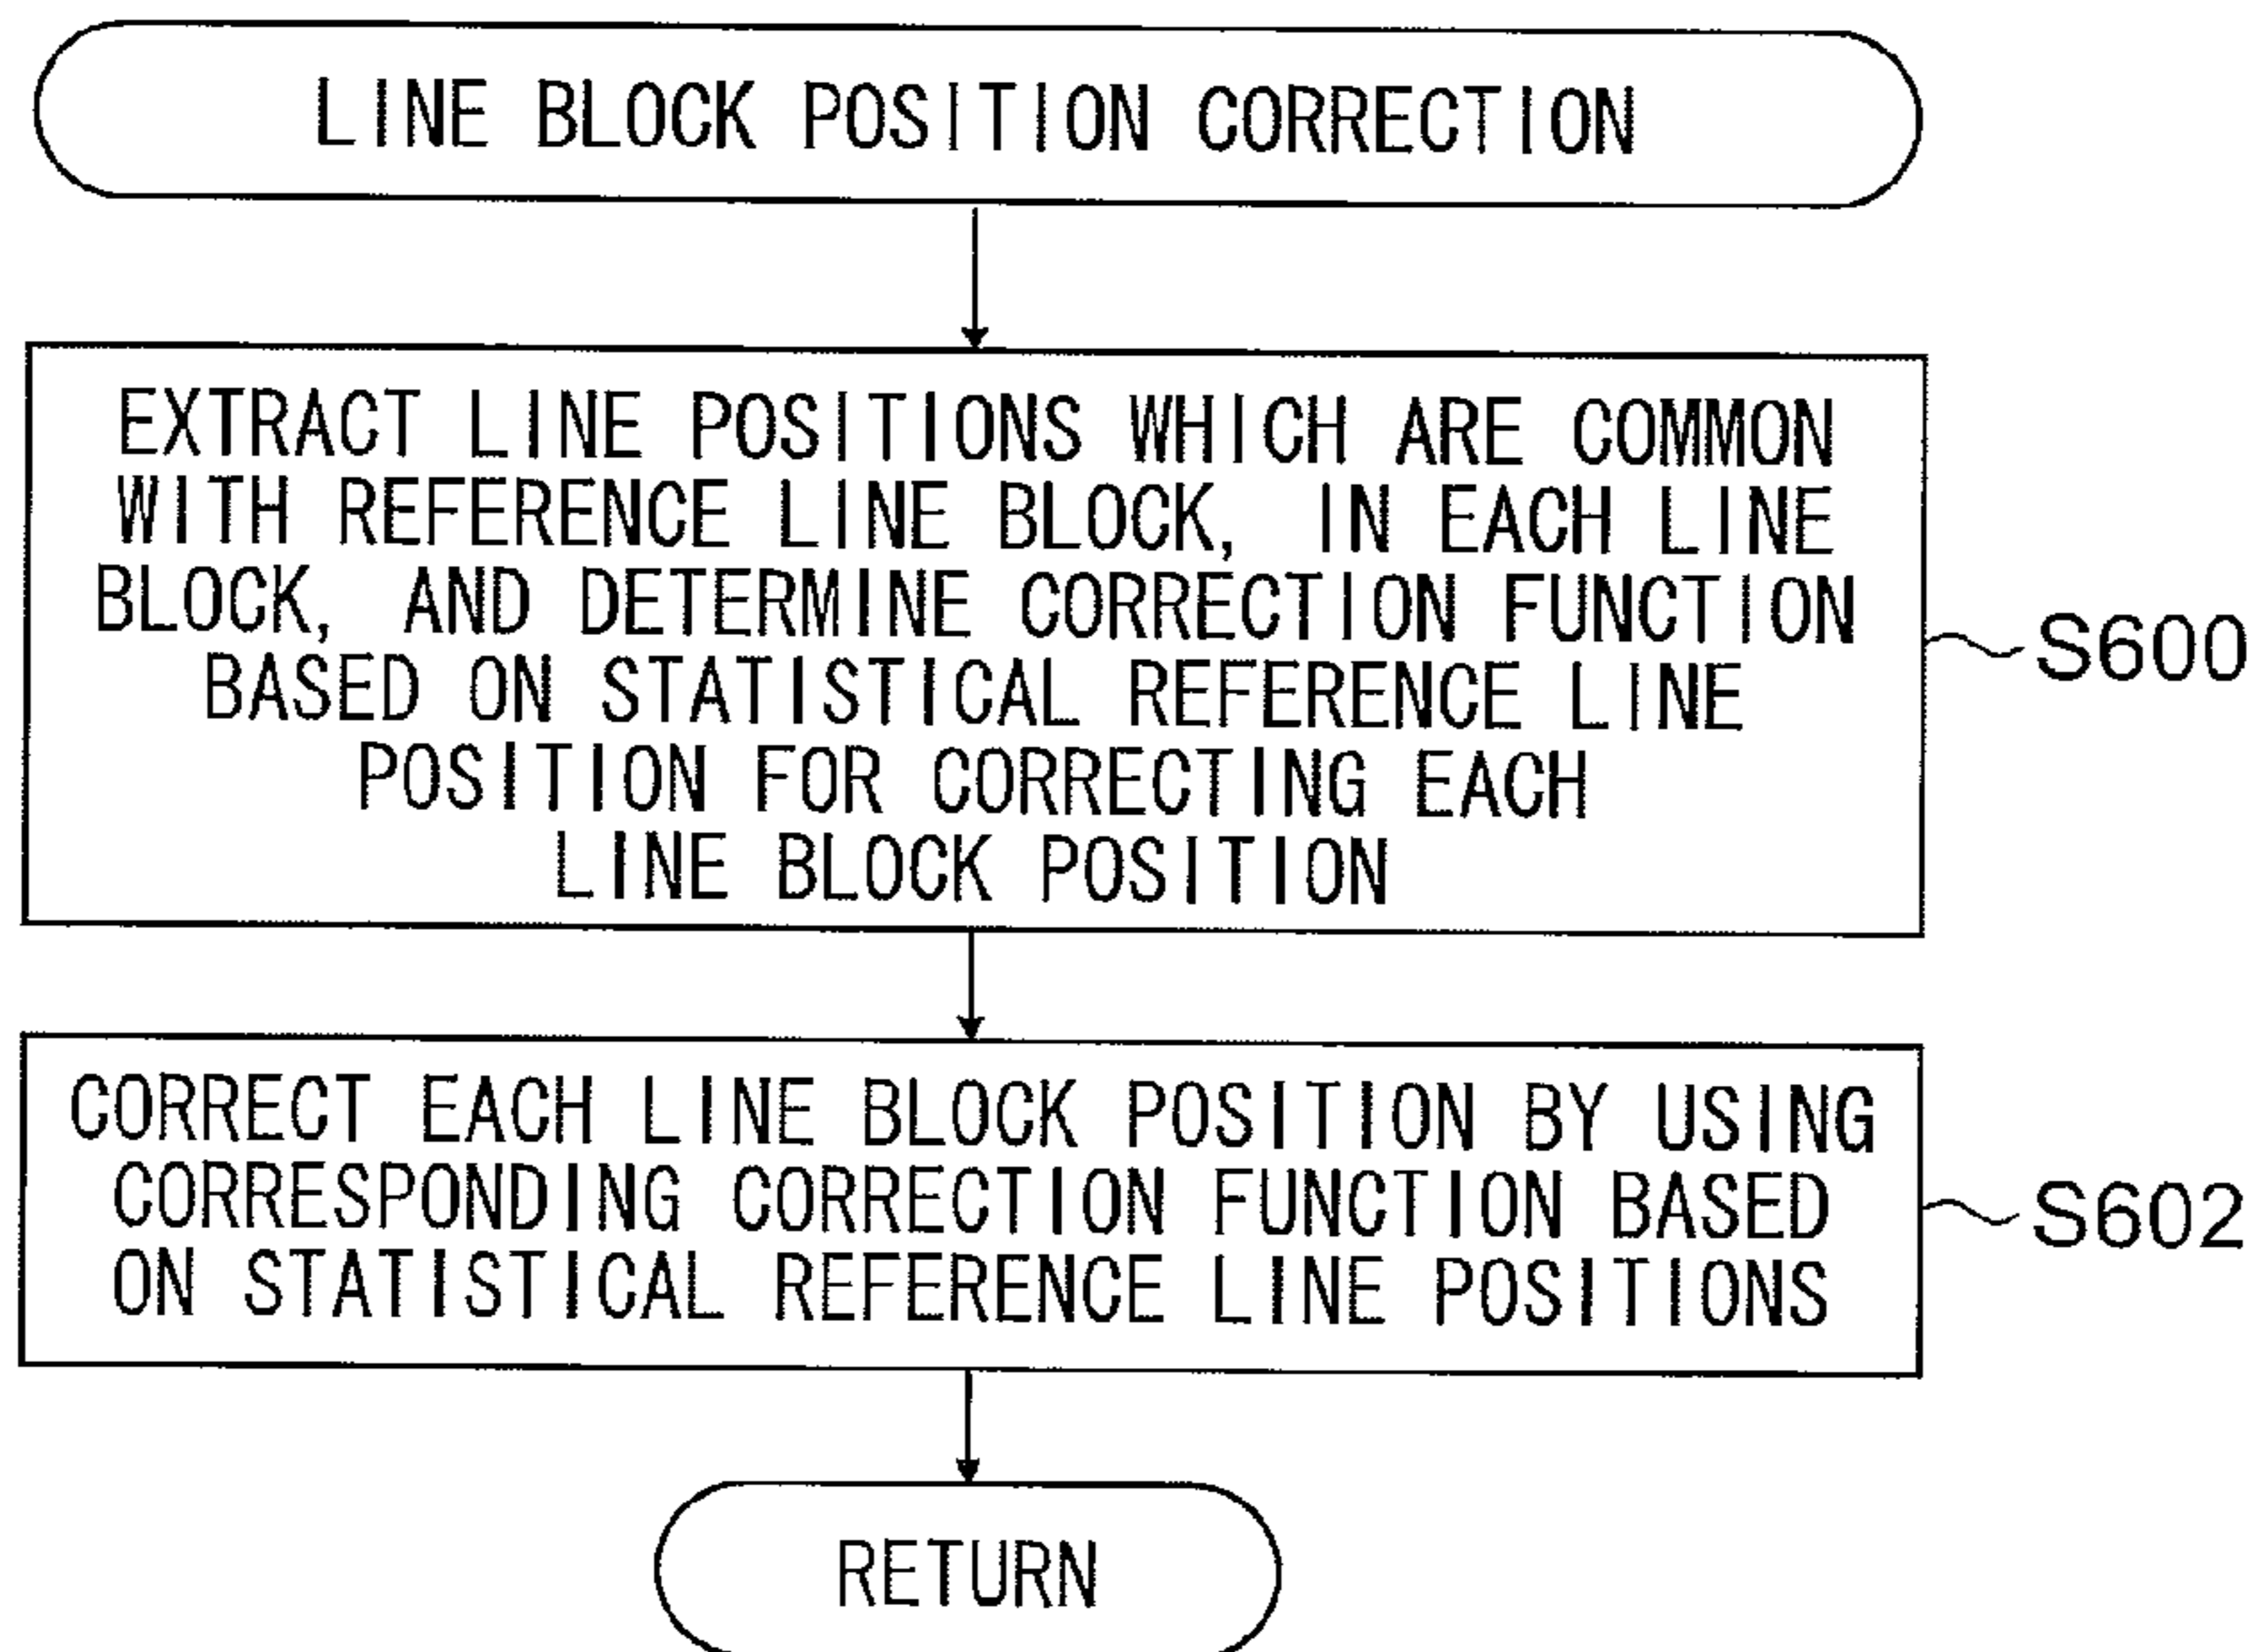 LINE BLOCK POSITION CORRECTION
EXTRACT LINE POSITIONS WHICH ARE COMMON
WITH REFERENCE LINE BLOCK, IN EACH LINE
BLOCK, AND DETERMINE CORRECTION FUNCTION
BASED ON STATISTICAL REFERENCE LINE
POSITION FOR CORRECTING EACH
LINE BLOCK POSITION
S600
CORRECT EACH LINE BLOCK POSITION BY USING
CORRESPONDING CORRECTION FUNCTION BASED
ON STATISTICAL REFERENCE LINE POSITIONS
S602
RETURN